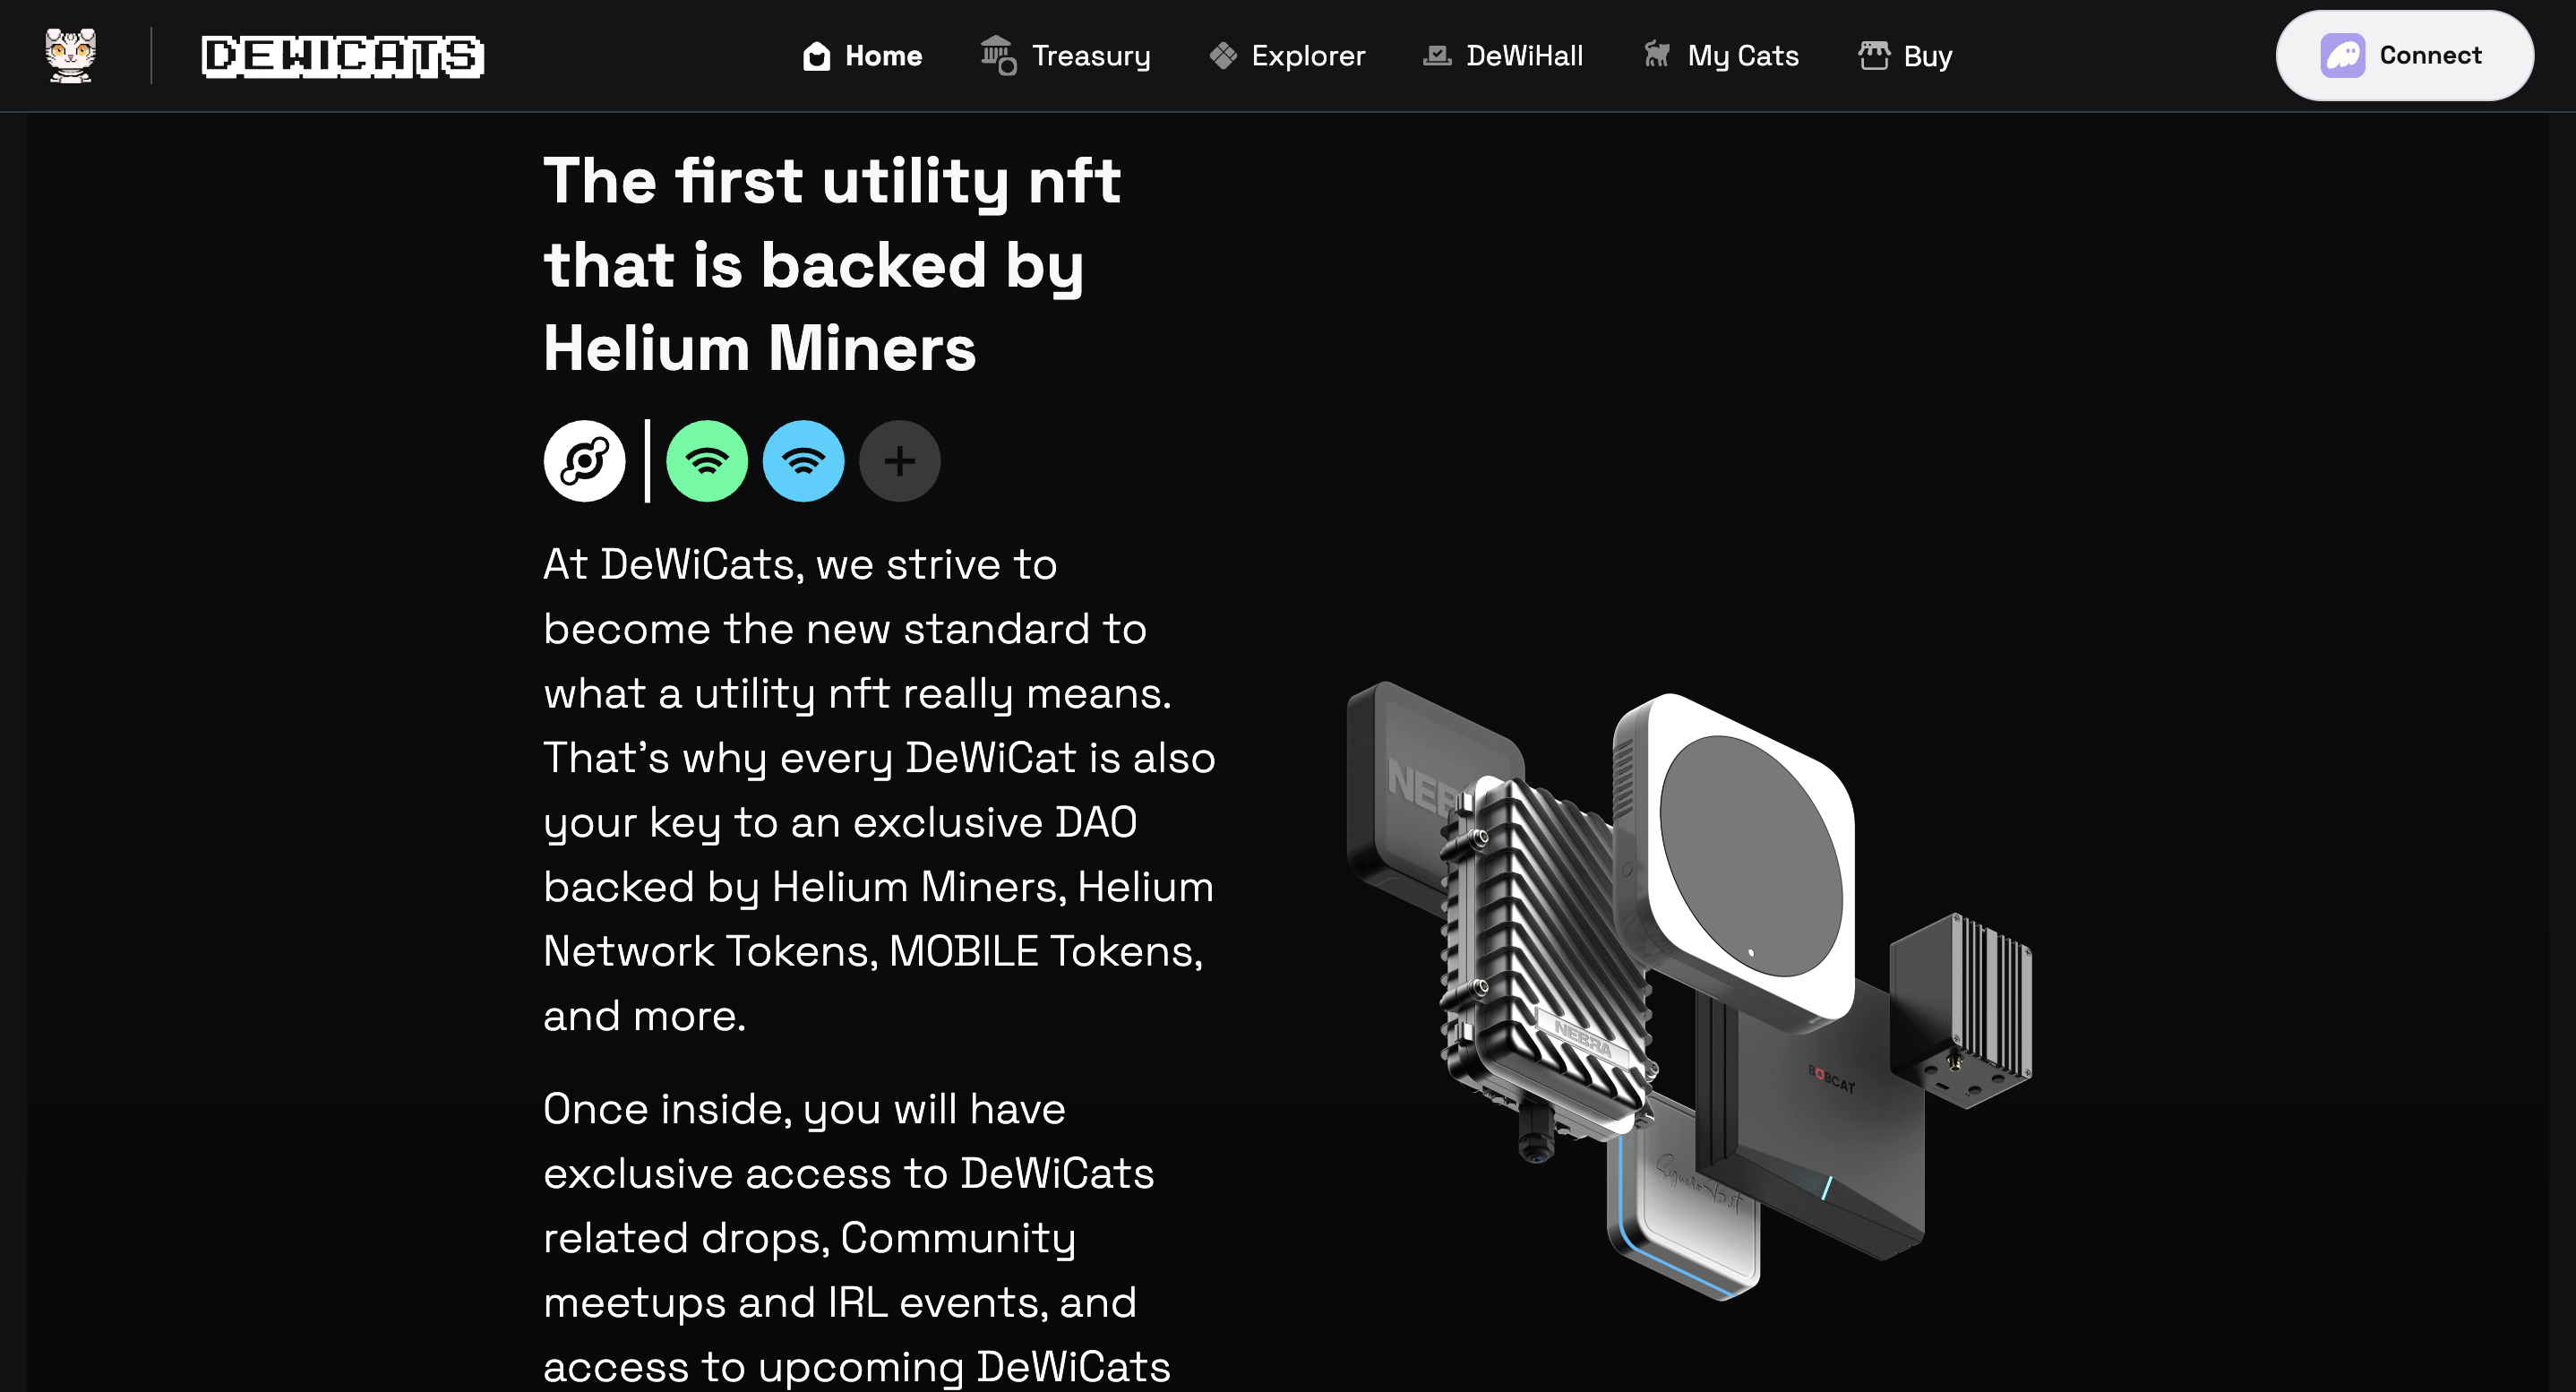 DEWICATS
Home
Treasury
Explorer
DeWiHall
My Cats
Buy
Connect
The first utility nft
that is backed by
Helium Miners
At DeWiCats, we strive to
become the new standard to
what a utility nft really means.
That's why every DeWiCat is also
your key to an exclusive DAO
backed by Helium Miners, Helium
Network Tokens, MOBILE Tokens,
and more.
Once inside, you will have
exclusive access to DeWiCats
related drops, Community
meetups and IRL events, and
access to upcoming DeWiCats
NEBRA
BOBCAT